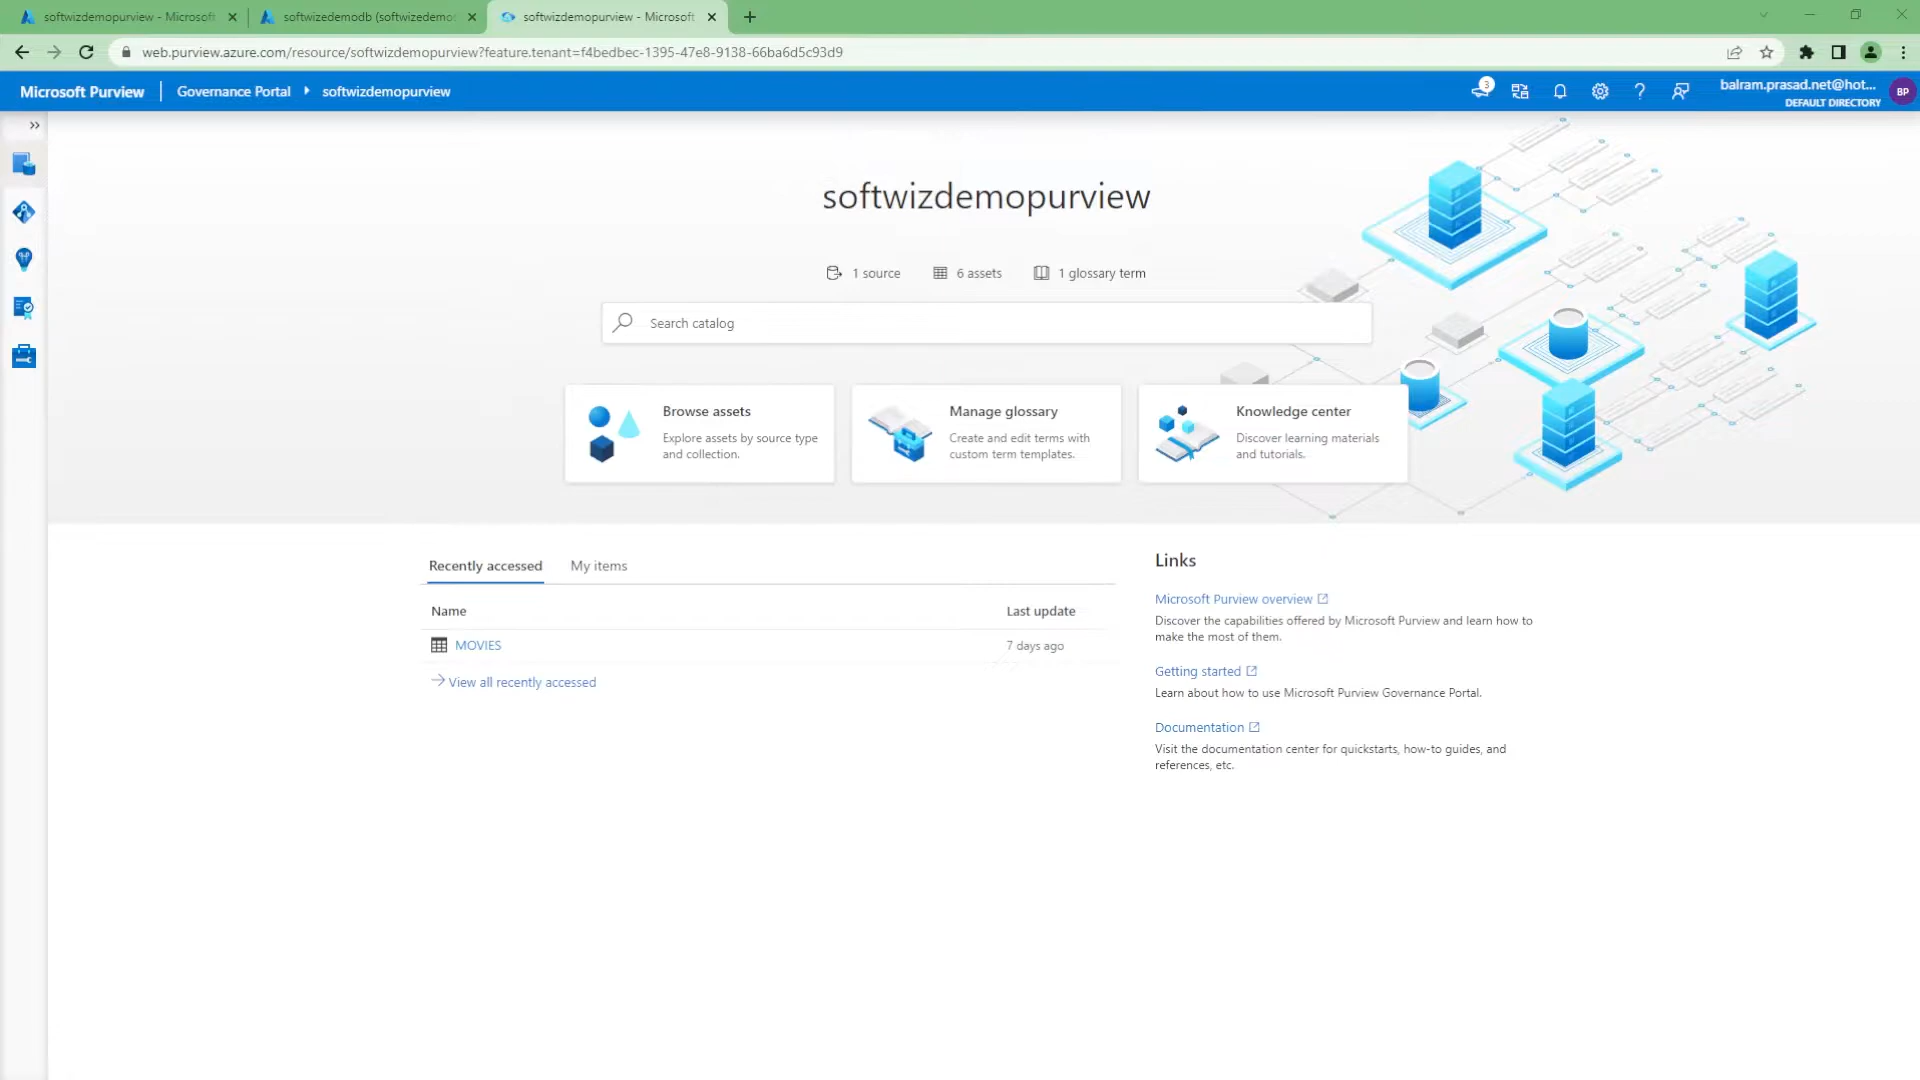 softwizdemopurview - Microsoft
softwizedemodb (softwizedemos
softwizdemopurview - Microsoft
web.purview.azure.com/resource/softwizdemopurview?feature.tenant=f4bedbec-1395-47e8-9138-66ba6d5c93d9
Microsoft Purview
Governance Portal
softwizdemopurview
3
balram.prasad.net@hot...
DEFAULT DIRECTORY
BP
softwizdemopurview
1 source
6 assets
1 glossary term
Search catalog
Browse assets
Explore assets by source type
and collection.
Manage glossary
Create and edit terms with
custom term templates.
Knowledge center
Discover learning materials
and tutorials.
Recently accessed
My items
Name
Last update
MOVIES
7 days ago
View all recently accessed
Links
Microsoft Purview overview
Discover the capabilities offered by Microsoft Purview and learn how to
make the most of them.
Getting started
Learn about how to use Microsoft Purview Governance Portal.
Documentation
Visit the documentation center for quickstarts, how-to guides, and
references, etc.